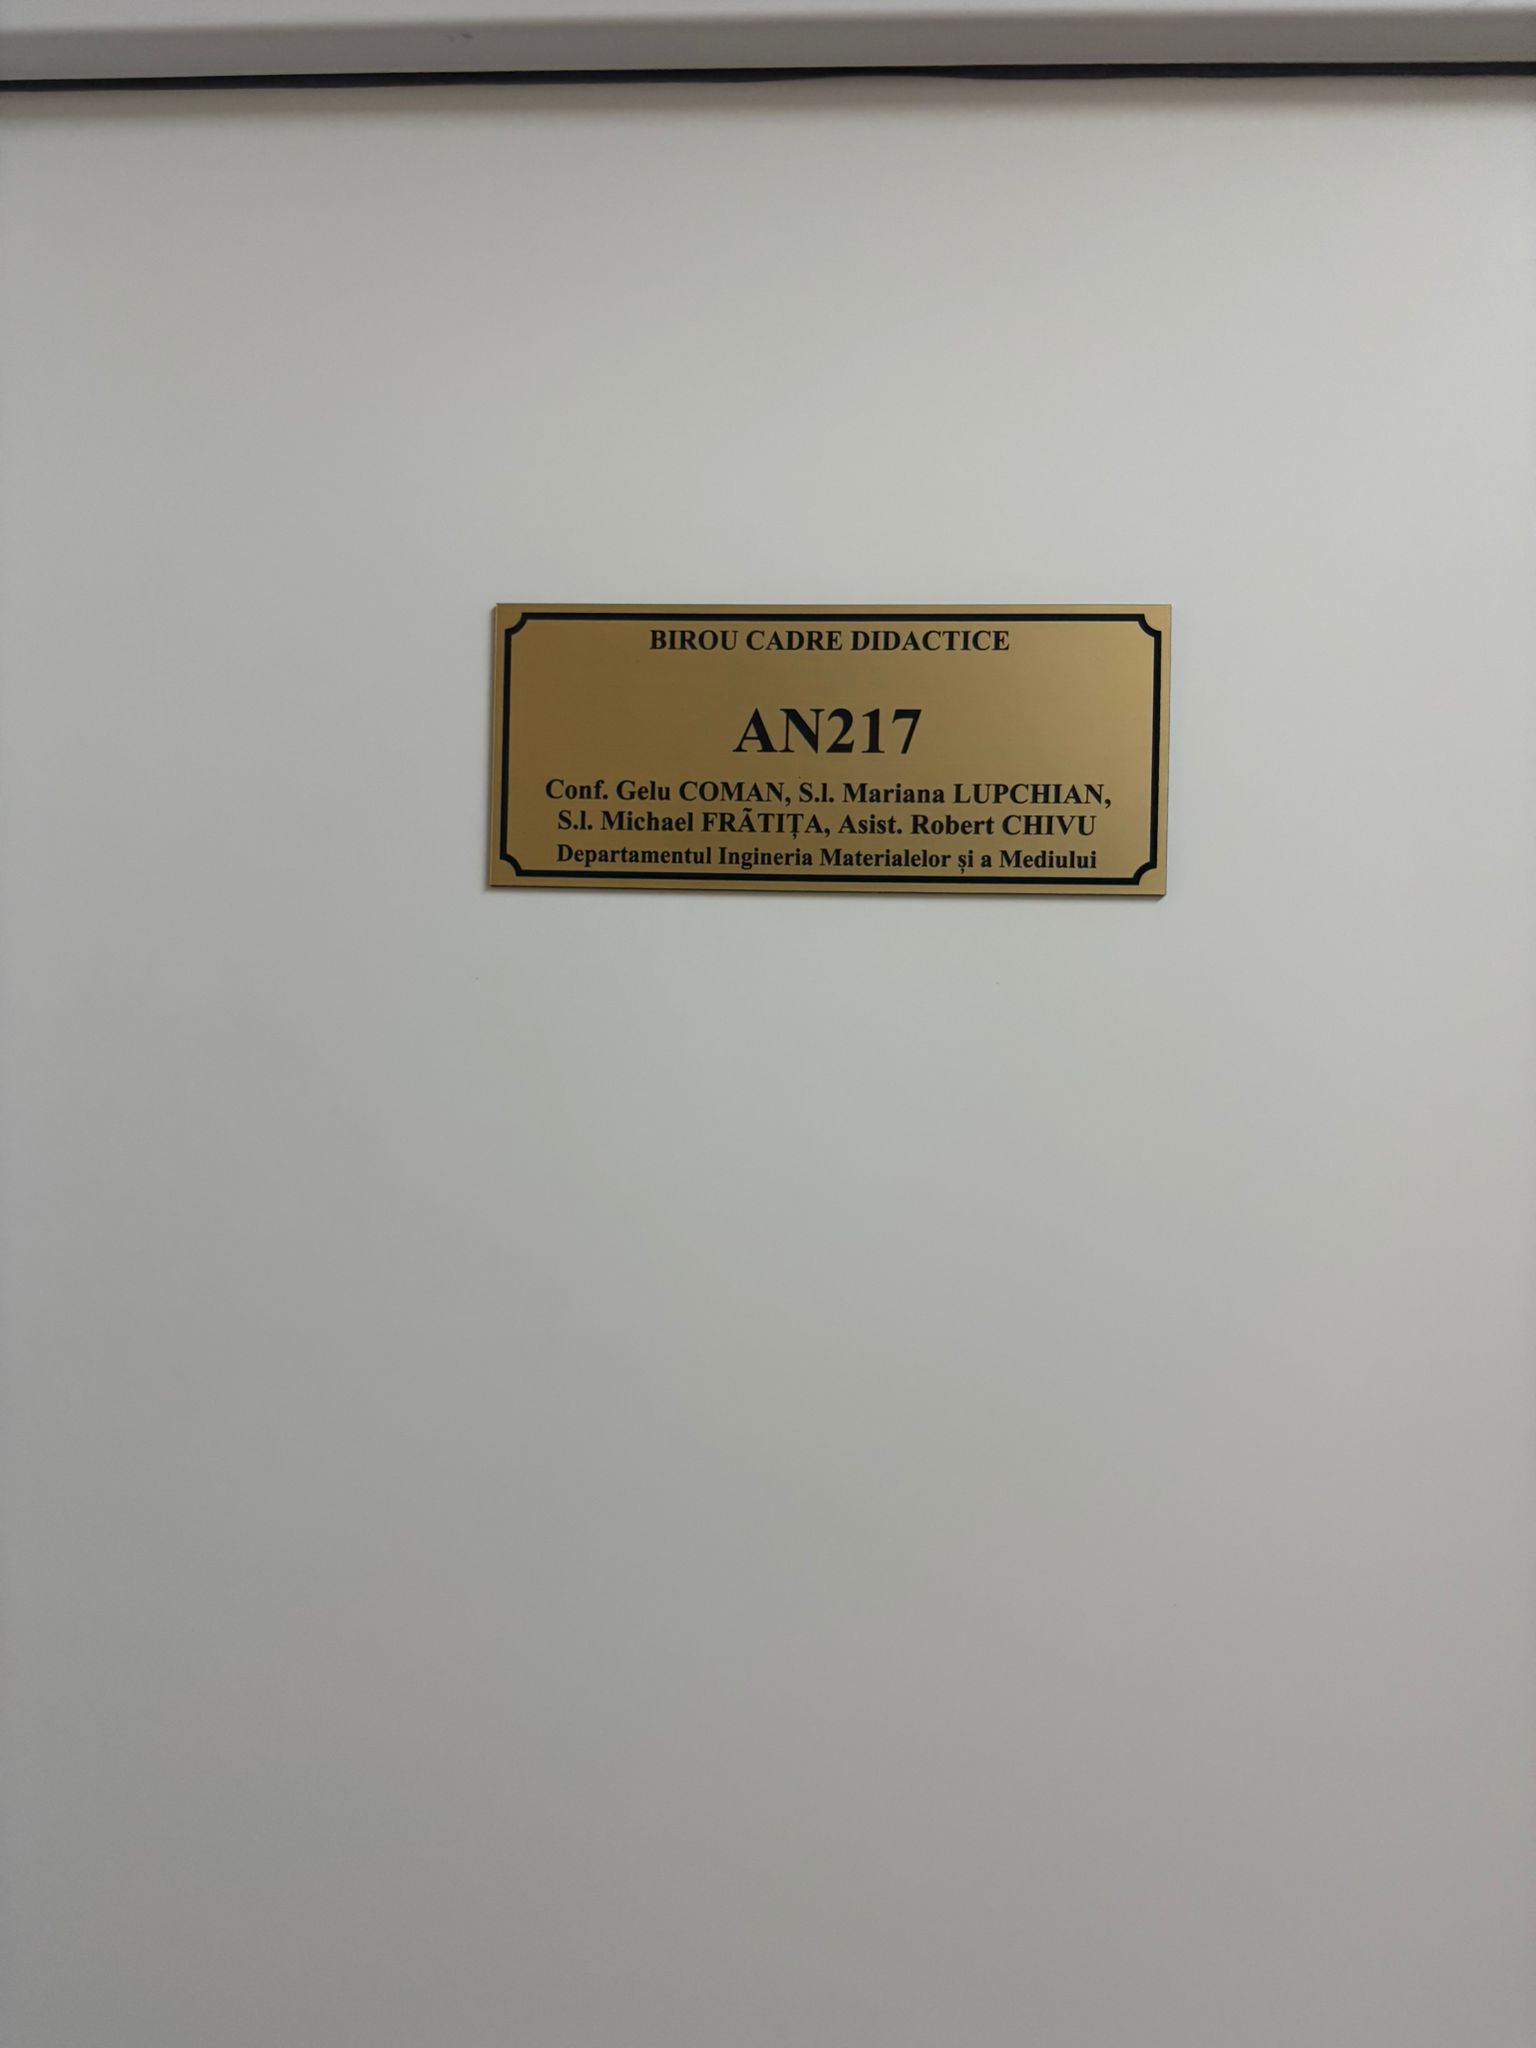 BIROU CADRE DIDACTICE
AN217
Conf. Gelu COMAN, S.l. Mariana LUPCHIAN,
S.l. Michael FRÃTIȚA, Asist. Robert CHIVU
Departamentul Ingineria Materialelor și a Mediului